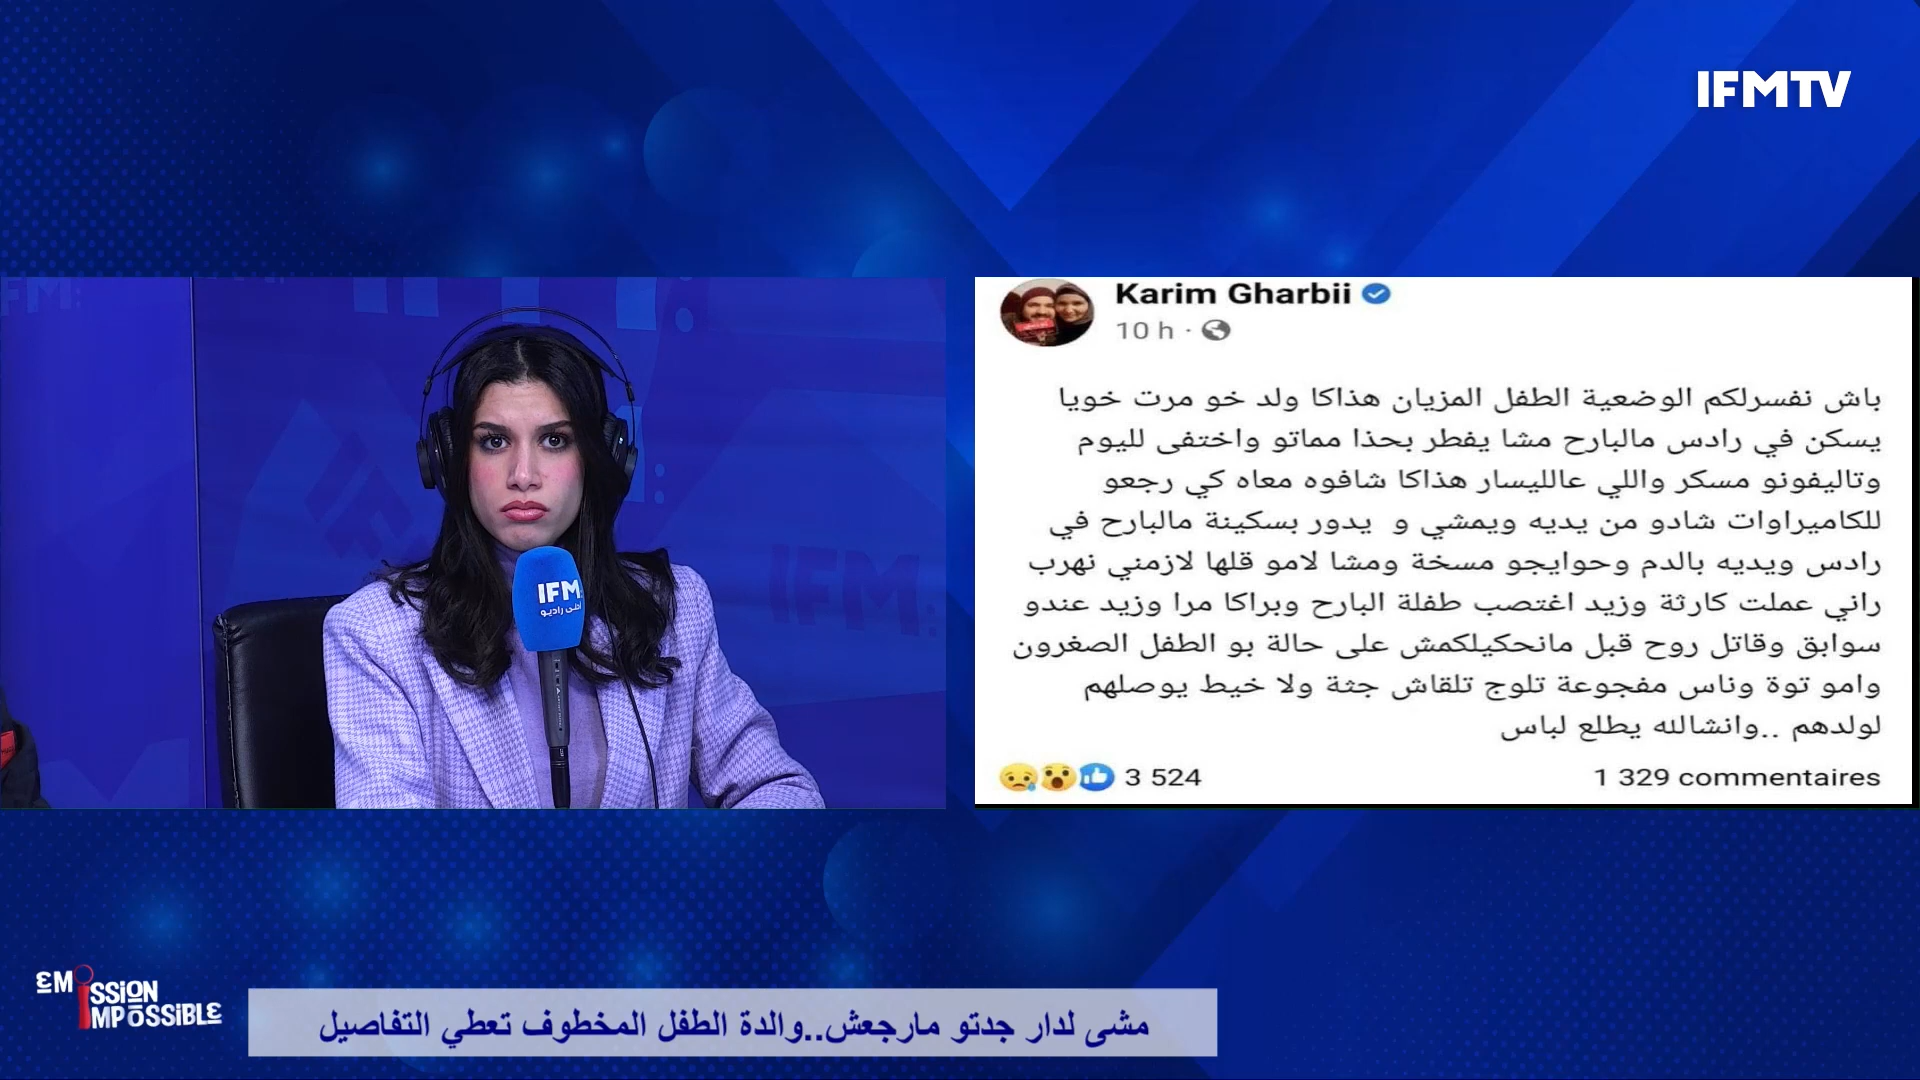 IFMTV
Karim Gharbii
10 h
باش نفسرلكم الوضعية الطفل المزيان هذاكا ولد خو مرت خويا
يسكن في رادس مالبارح مشا يفطر بحذا مماتو واختفى لليوم
وتاليفونو مسكر واللي عالليسار هذاكا شافوه معاه كي رجعو
للكاميراوات شادو من يديه ويمشي و يدور بسكينة مالبارح في
رادس ويديه بالدم وحوايجو مسخة ومشا لامو قلها لازمني نهرب
راني عملت كارثة وزيد اغتصب طفلة البارح وبراكا مرا وزيد عندو
سوابق وقاتل روح قبل مانحكيلكمش على حالة بو الطفل الصغرون
وامو توة وناس مفجوعة تلوج تلقاش جثة ولا خيط يوصلهم
لولدهم ..وانشالله يطلع لباس
3 524
1 329 commentaires
IFM
أحلى راديو
IFM
EMISSION
IMPOSSIBLE
مشى لدار جدتو مارجعش..والدة الطفل المخطوف تعطي التفاصيل